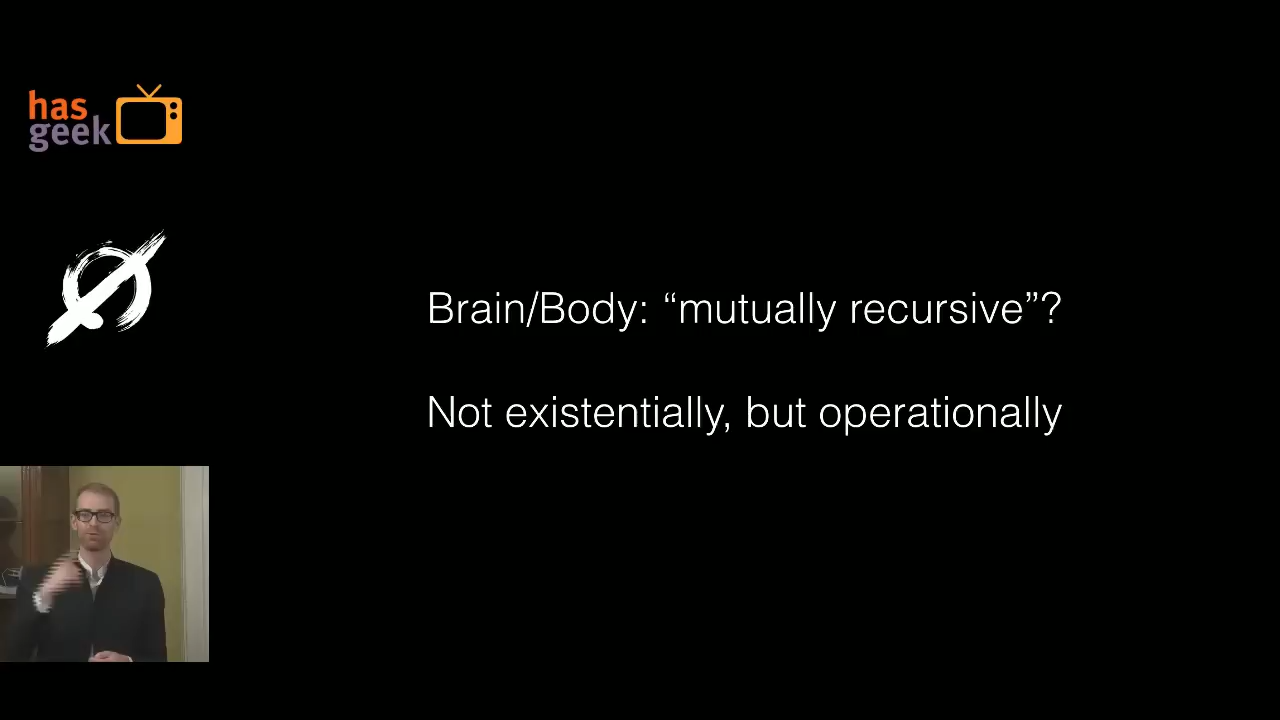 has
geek
Brain/Body: “mutually recursive”?
Not existentially, but operationally